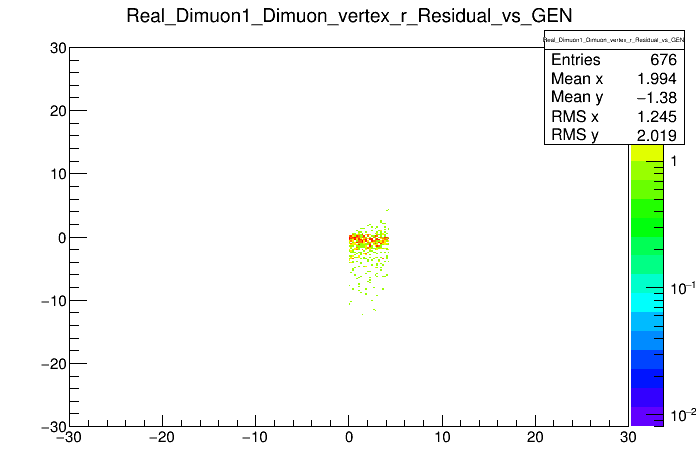 Real_Dimuon1_Dimuon_vertex_r_Residual_vs_GEN
Real_Dimuon1_Dimuon_vertex_r_Residual_vs_GEN
Entries 676
Mean x 1.994
Mean y −1.38
RMS x 1.245
RMS y 2.019
30
20
10
0
−10
−20
−30
−30 −20 −10 0 10 20 30
1
10⁻¹
10⁻²